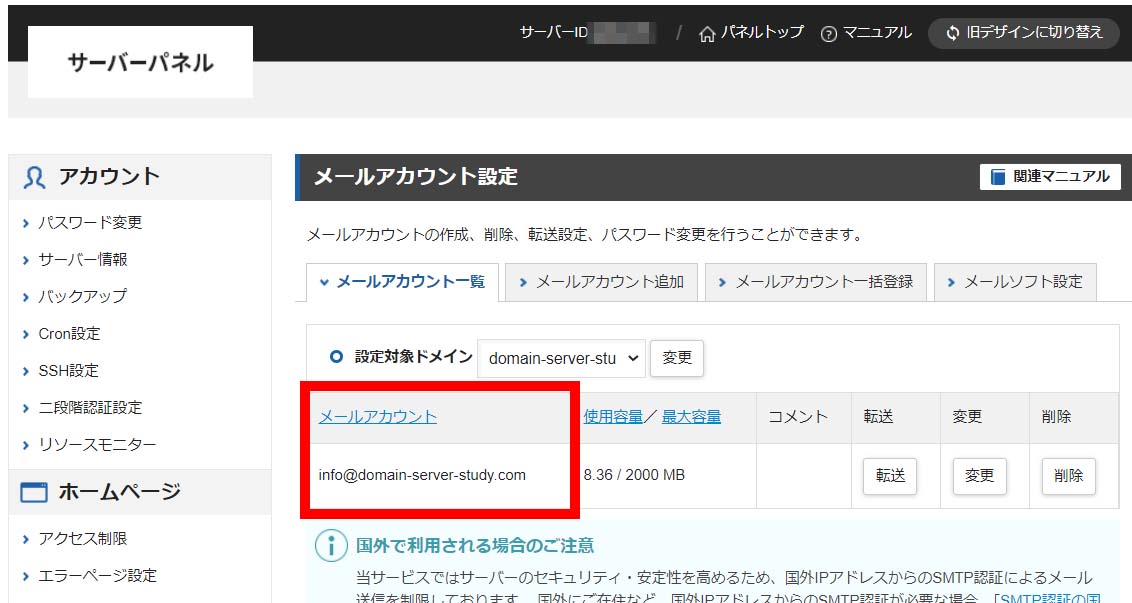 サーバーID / パネルトップ マニュアル 旧デザインに切り替え
サーバーパネル
アカウント
パスワード変更
サーバー情報
バックアップ
Cron設定
SSH設定
二段階認証設定
リソースモニター
ホームページ
アクセス制限
エラーページ設定
メールアカウント設定 関連マニュアル
メールアカウントの作成、削除、転送設定、パスワード変更を行うことができます。
メールアカウント一覧 メールアカウント追加 メールアカウント一括登録 メールソフト設定
設定対象ドメイン domain-server-stu 変更
メールアカウント 使用容量／最大容量 コメント 転送 変更 削除
info@domain-server-study.com 8.36 / 2000 MB 転送 変更 削除
国外で利用される場合のご注意
当サービスではサーバーのセキュリティ・安定性を高めるため、国外IPアドレスからのSMTP認証によるメール
送信を制限しております。 国外にご在住など、国外IPアドレスからのSMTP認証が必要な場合、「SMTP認証の国